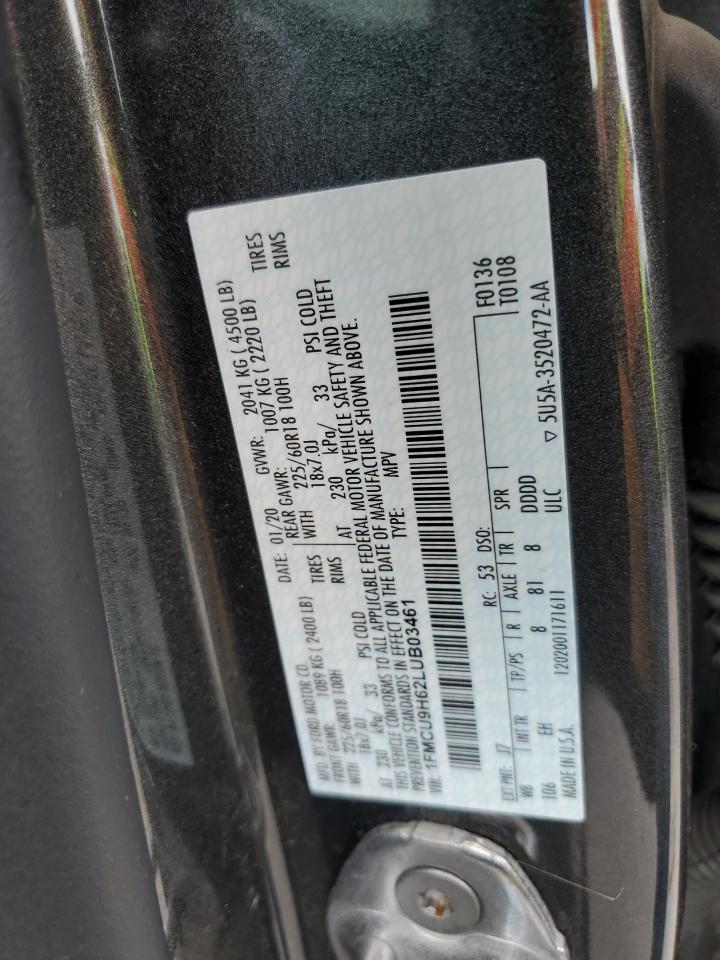 MFD. BY FORD MOTOR CO. DATE: 01/20 GVWR: 2041 KG ( 4500 LB)
FRONT GAWR: 1089 KG ( 2400 LB) REAR GAWR: 1007 KG ( 2220 LB)
WITH 225/60R18 100H TIRES WITH 225/60R18 100H TIRES
18x7.0J RIMS 18x7.0J RIMS
AT 230 kPa/ 33 PSI COLD AT 230 kPa/ 33 PSI COLD
THIS VEHICLE CONFORMS TO ALL APPLICABLE FEDERAL MOTOR VEHICLE SAFETY AND THEFT
PREVENTION STANDARDS IN EFFECT ON THE DATE OF MANUFACTURE SHOWN ABOVE.
VIN: 1FMCU9H62LUB03461 TYPE: MPV
F0136
T0108
EXT PNT: J7 RC: 53 DSO:
WB INT TR TP/PS R AXLE TR SPR
106 EH 8 81 8 DDDD
MADE IN U.S.A. 1202001171611 ULC ▽ 5U5A-3520472-AA